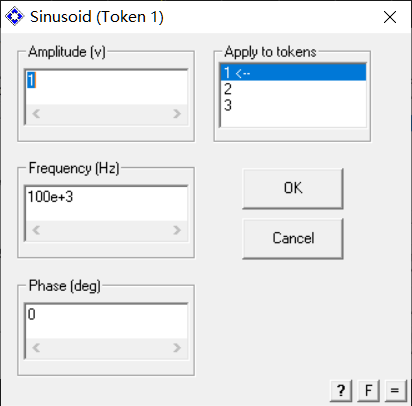 Sinusoid (Token 1)
Amplitude (v)
1
Apply to tokens
1 <--
2
3
Frequency (Hz)
100e+3
OK
Cancel
Phase (deg)
0
? F =